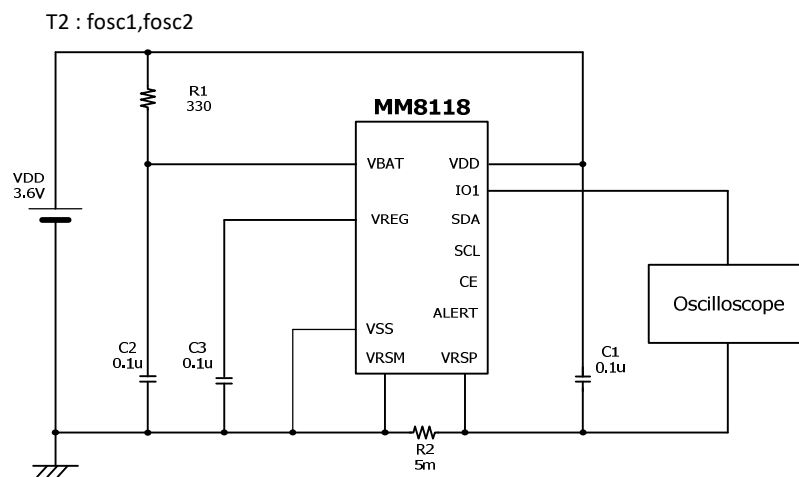 T2 : fosc1,fosc2
R1
330
MM8118
VDD
3.6V
VBAT
VDD
IO1
VREG
SDA
SCL
CE
Oscilloscope
ALERT
VSS
C2
0.1u
C3
0.1u
VRSM
VRSP
C1
0.1u
R2
5m